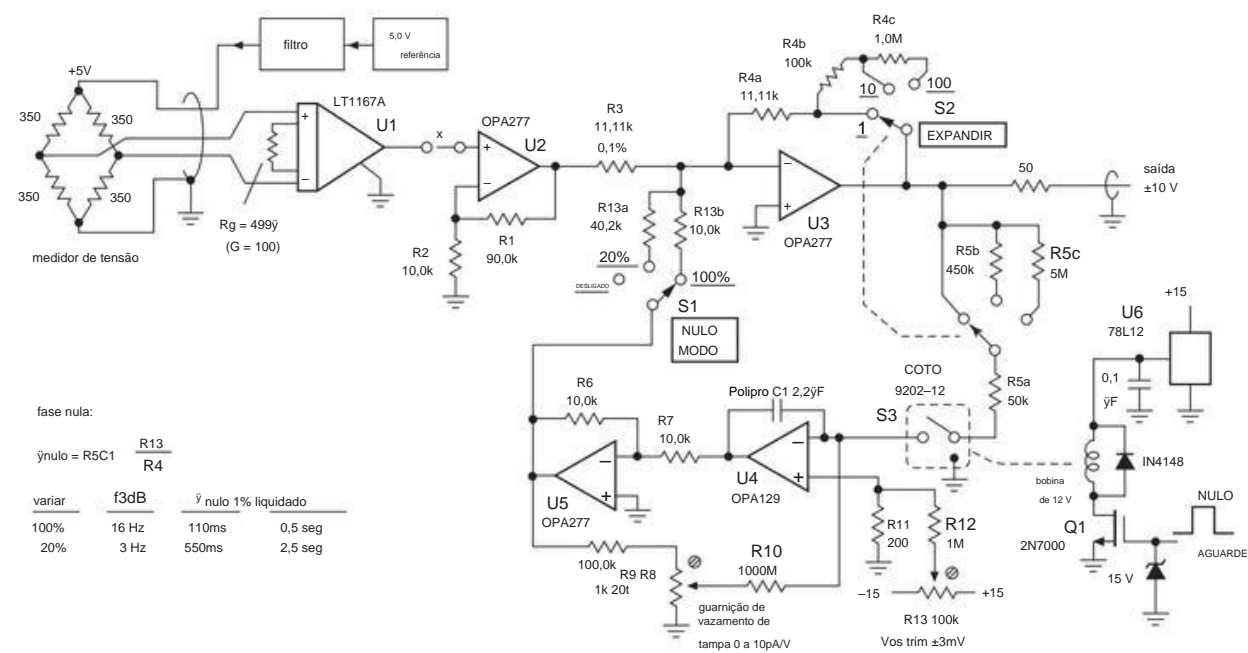 5,0 V
referência
filtro
+5V
350
350
350
350
medidor de tensão
Rg = 499ÿ
(G = 100)
LT1167A
+
−
U1
x
OPA277
+
−
U2
R2
10,0k
R1
90,0k
R3
11,11k
0,1%
R13a
40,2k
R13b
10,0k
20%
100%
DESLIGADO
S1
NULO
MODO
R4a
11,11k
R4b
100k
R4c
1,0M
10
100
1
S2
EXPANDIR
−
+
U3
OPA277
50
saída
±10 V
R5b
450k
R5c
5M
R5a
50k
COTO
9202–12
S3
U6
78L12
+15
0,1
ÿF
IN4148
bobina
de 12 V
Q1
2N7000
15 V
NULO
AGUARDE
Polipro C1 2,2ÿF
−
+
U4
OPA129
R6
10,0k
R7
10,0k
−
+
U5
OPA277
100,0k
R9 R8
1k 20t
R10
1000M
guarnição de
vazamento de
tampa 0 a 10pA/V
R11
200
R12
1M
–15
+15
R13 100k
Vos trim ±3mV
fase nula:
ÿnulo = R5C1 R13
R4
variar f3dB ÿ nulo 1% liquidado
100% 16 Hz 110ms 0,5 seg
20% 3 Hz 550ms 2,5 seg